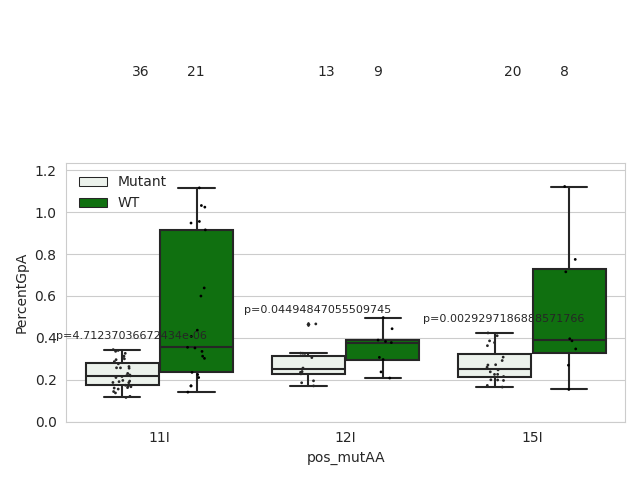 36 21 13 9 20 8
1.2
Mutant
WT
1.0
0.8
0.6
0.4
0.2
0.0
PercentGpA
p=4.71237036672434e-06
p=0.04494847055509745
p=0.0029297186888571766
11I 12I 15I
pos_mutAA